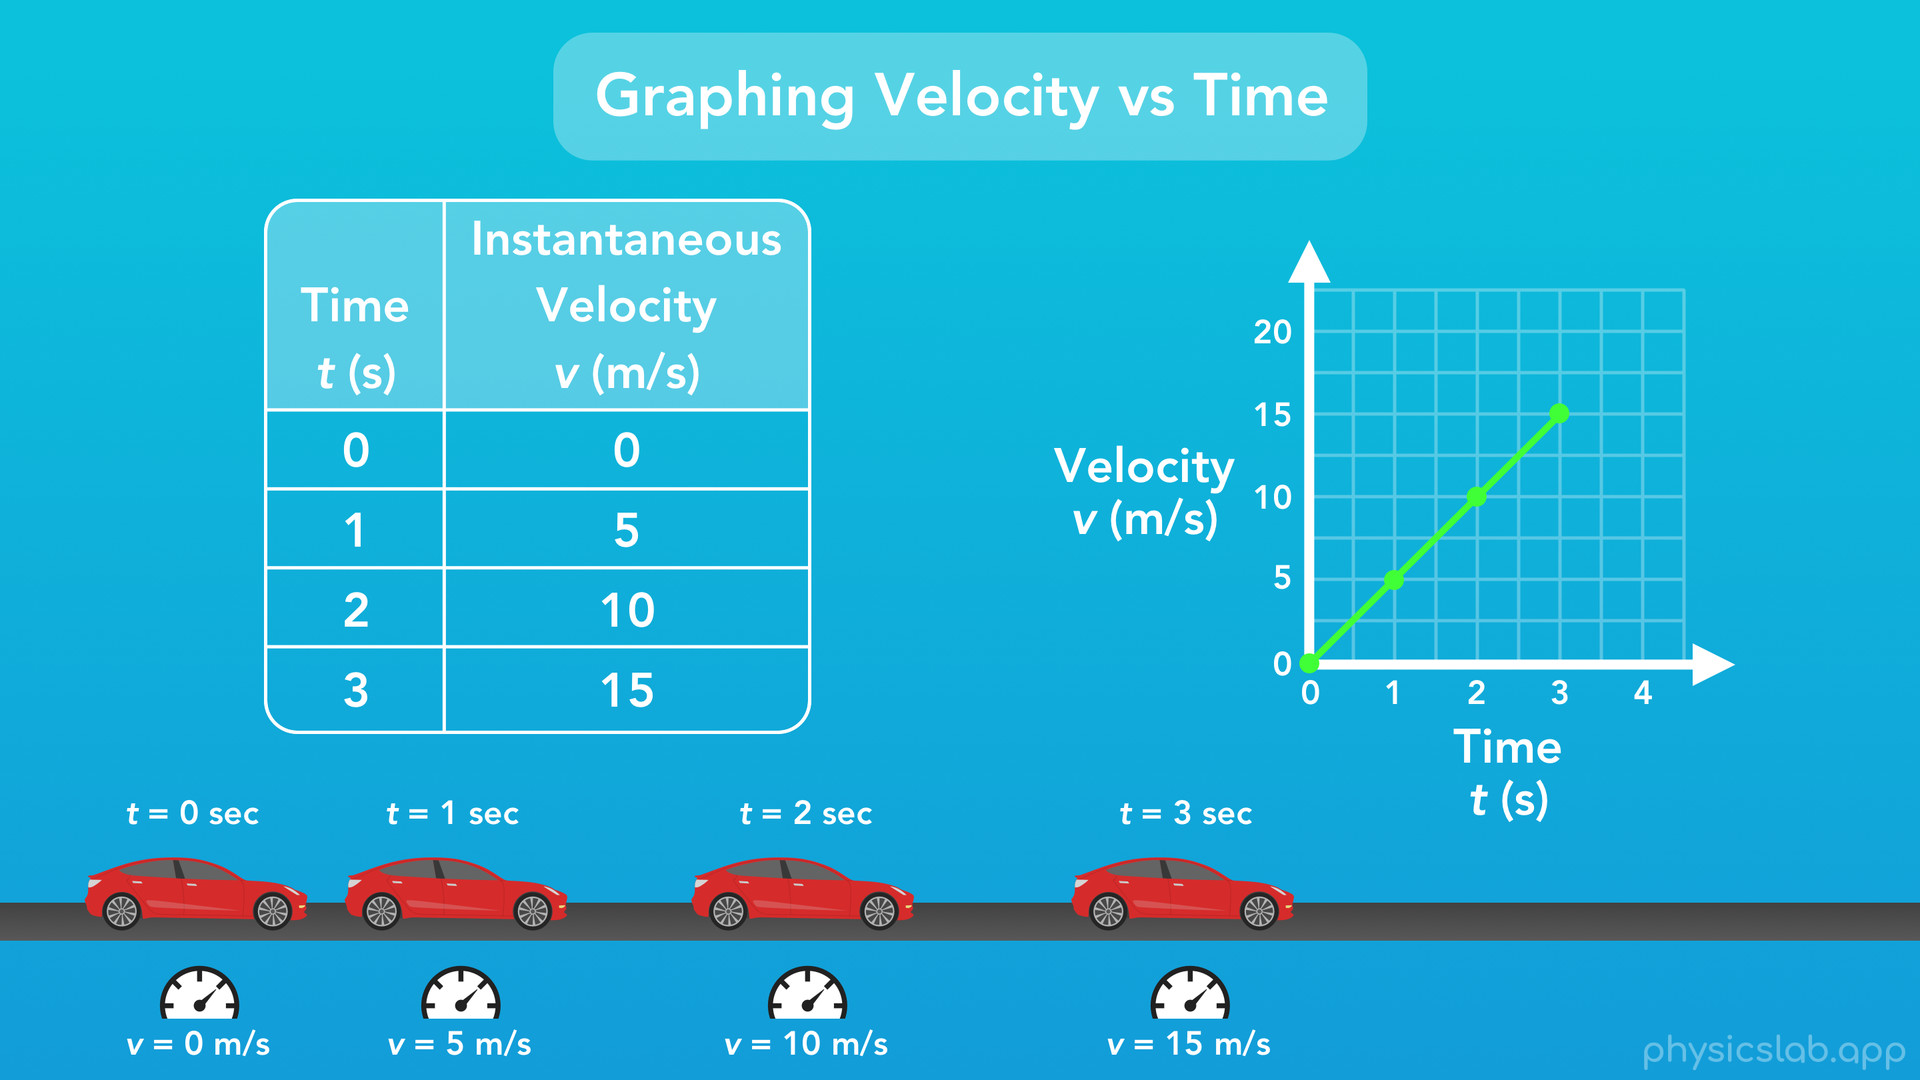 Graphing Velocity vs Time
Time
t (s)
Instantaneous
Velocity
v (m/s)
0 0
1 5
2 10
3 15
Velocity
v (m/s)
20
15
10
5
0
0 1 2 3 4
Time
t (s)
t = 0 sec t = 1 sec t = 2 sec t = 3 sec
v = 0 m/s v = 5 m/s v = 10 m/s v = 15 m/s
physicslab.app